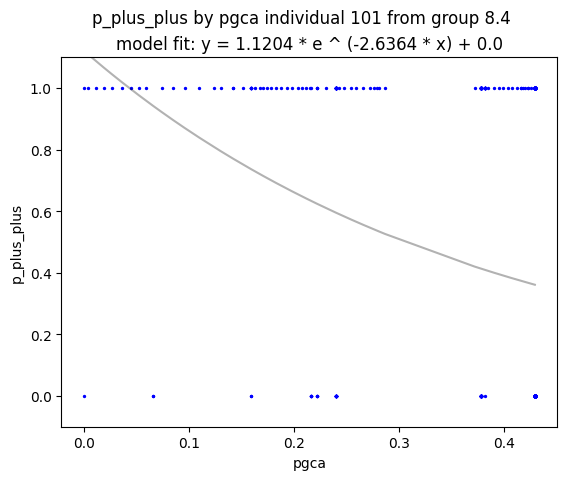 p_plus_plus by pgca individual 101 from group 8.4
model fit: y = 1.1204 * e ^ (-2.6364 * x) + 0.0
1.0
0.8
0.6
0.4
0.2
0.0
p_plus_plus
0.0 0.1 0.2 0.3 0.4
pgca